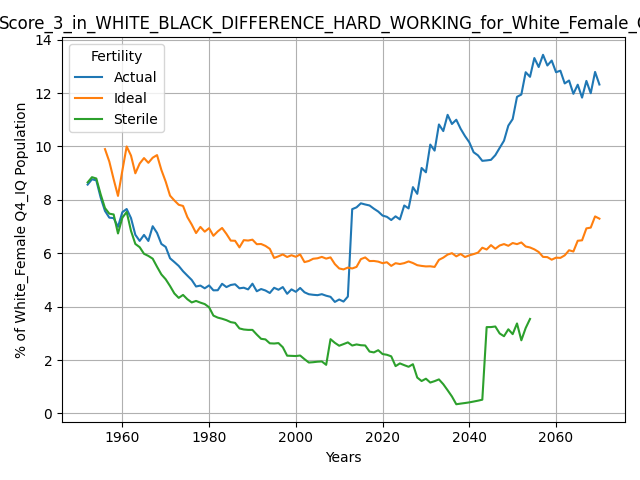 Score_3_in_WHITE_BLACK_DIFFERENCE_HARD_WORKING_for_White_Female_
14
12
10
8
6
4
2
0
% of White_Female Q4_IQ Population
Fertility
Actual
Ideal
Sterile
1960 1980 2000 2020 2040 2060
Years